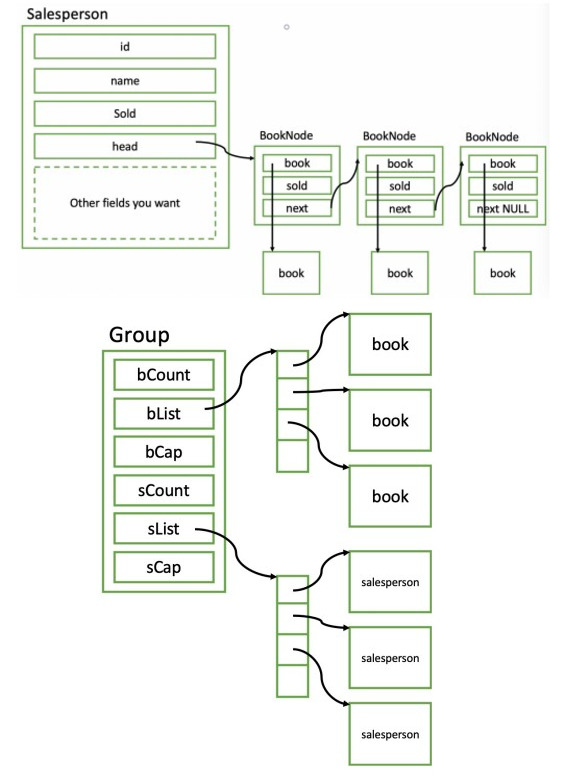 Salesperson
id
name
Sold
head
Other fields you want
BookNode
book
sold
next
book
BookNode
book
sold
next
book
BookNode
book
sold
next NULL
book
Group
bCount
bList
bCap
sCount
sList
sCap
book
book
book
salesperson
salesperson
salesperson